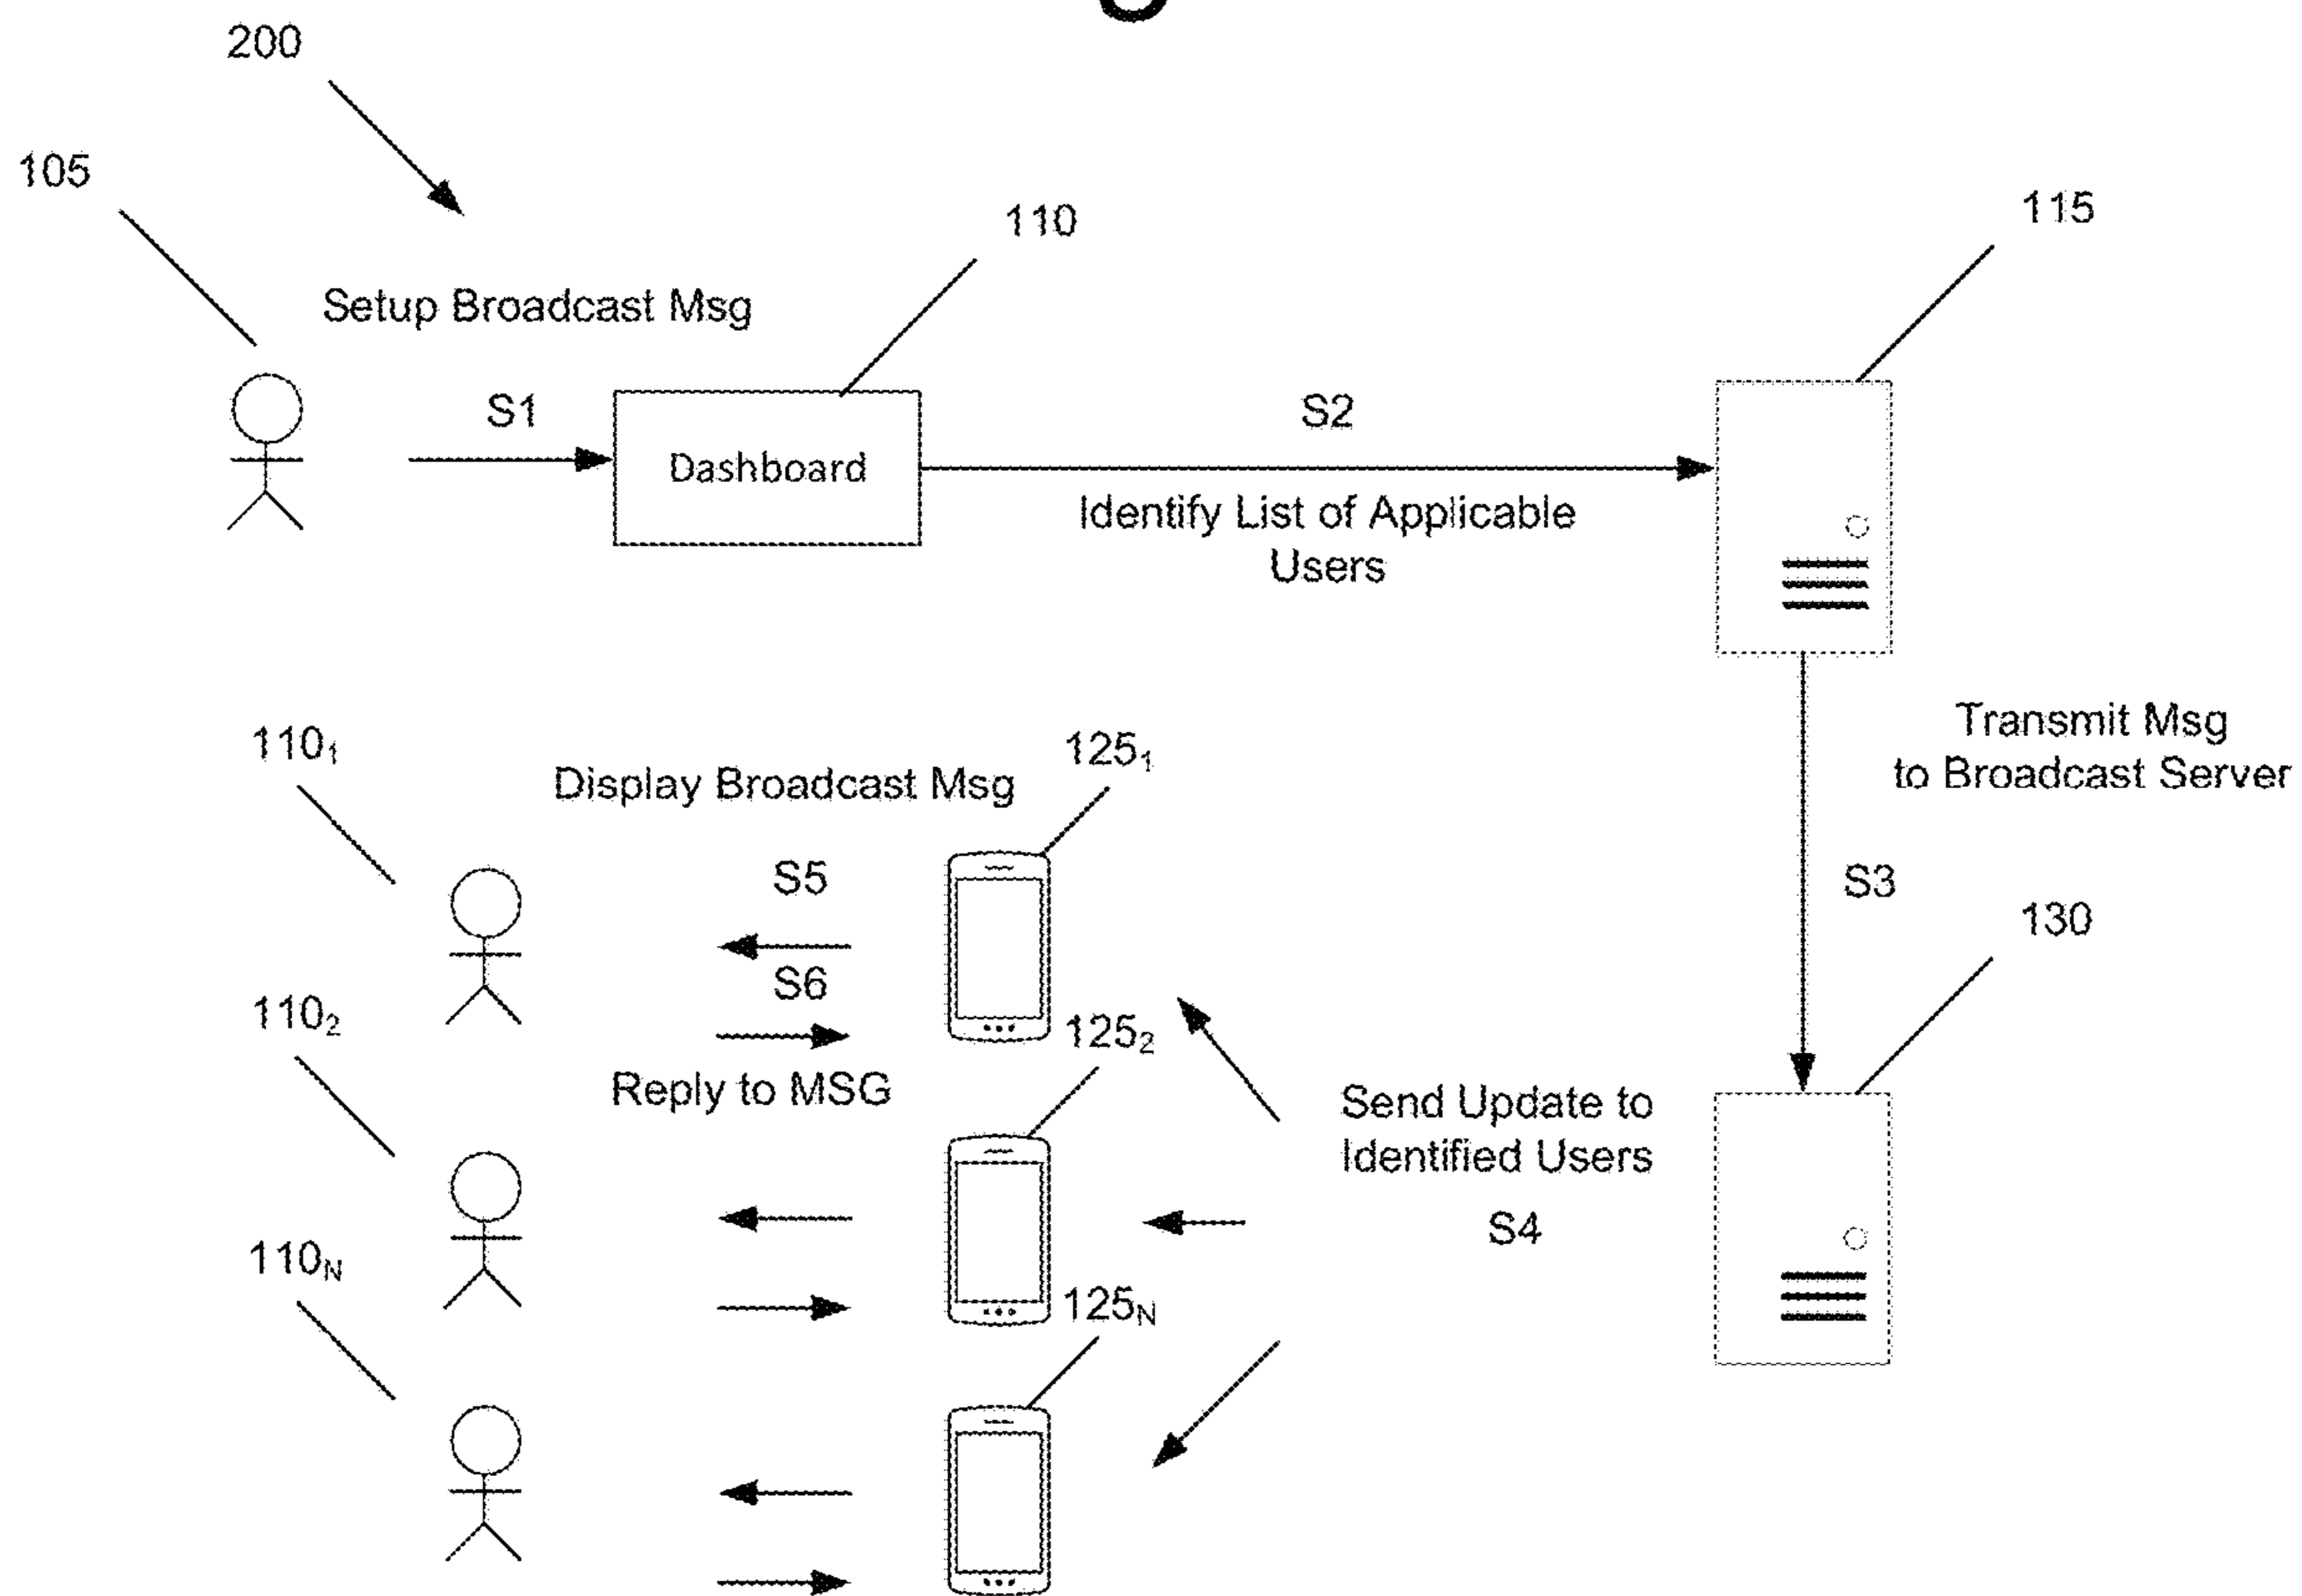 200
105
110
115
Setup Broadcast Msg
S1
S2
Dashboard
Identify List of Applicable
Users
Transmit Msg
to Broadcast Server
S3
130
110₁
Display Broadcast Msg
125₁
S5
S6
110₂
125₂
Reply to MSG
Send Update to
Identified Users
S4
110N
125N